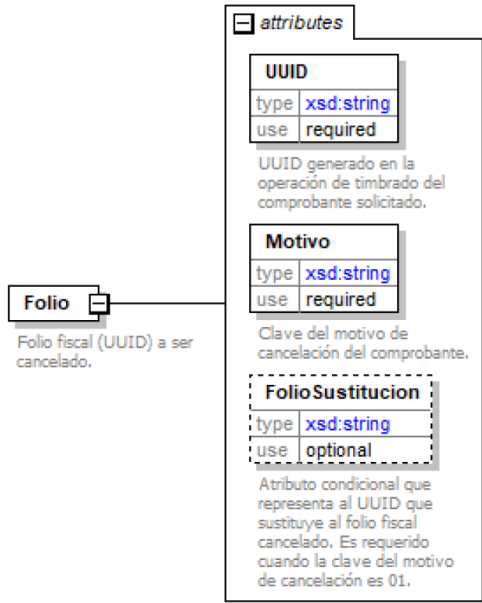 attributes
UUID
type xsd:string
use required
UUID generado en la
operación de timbrado del
comprobante solicitado.
Motivo
type xsd:string
use required
Clave del motivo de
cancelación del comprobante.
Folio
Folio fiscal (UUID) a ser
cancelado.
FolioSustitucion
type xsd:string
use optional
Atributo condicional que
representa al UUID que
sustituye al folio fiscal
cancelado. Es requerido
cuando la clave del motivo
de cancelación es 01.